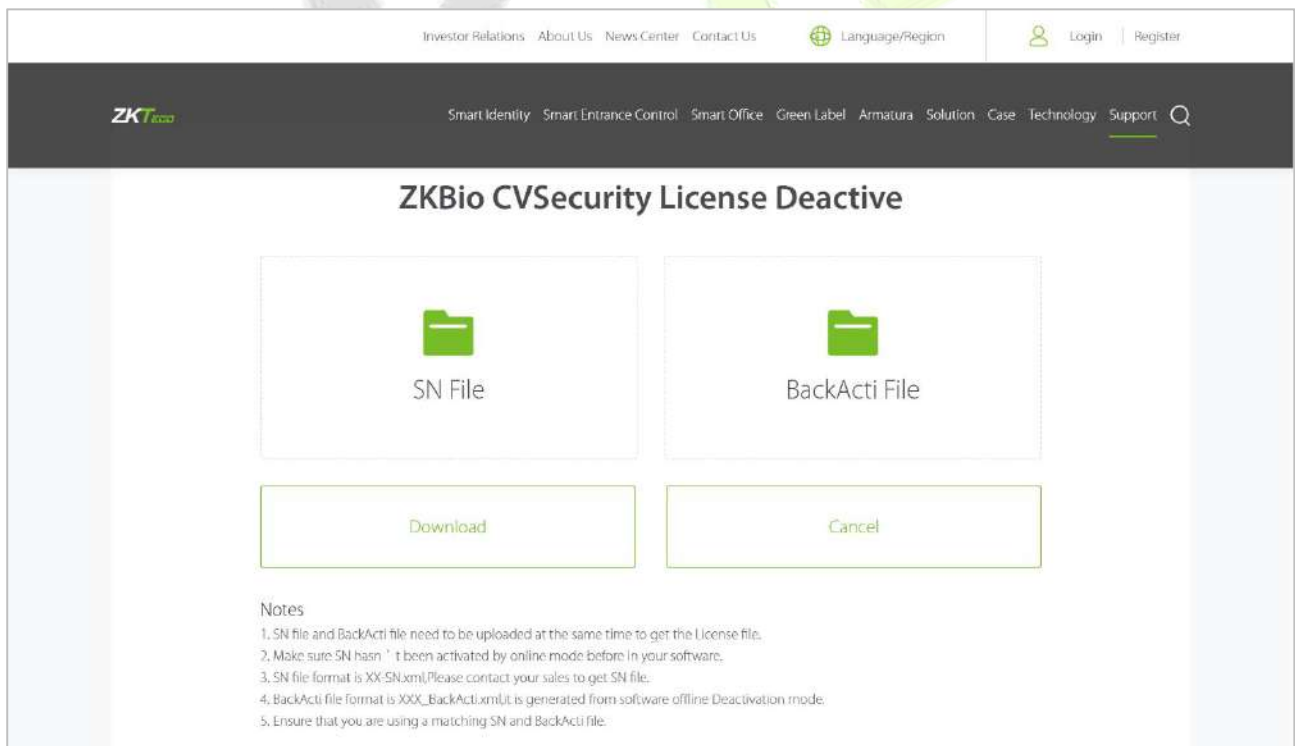 Investor Relations About Us News Center Contact Us Language/Region Login | Register
ZKTeco Smart Identity Smart Entrance Control Smart Office Green Label Armatura Solution Case Technology Support
ZKBio CVSecurity License Deactive
SN File BackActi File
Download Cancel
Notes
1. SN file and BackActi file need to be uploaded at the same time to get the License file.
2. Make sure SN hasn ' t been activated by online mode before in your software.
3. SN file format is XX-SN.xml,Please contact your sales to get SN file.
4. BackActi file format is XXX_BackActi.xml,it is generated from software offline Deactivation mode.
5. Ensure that you are using a matching SN and BackActi file.